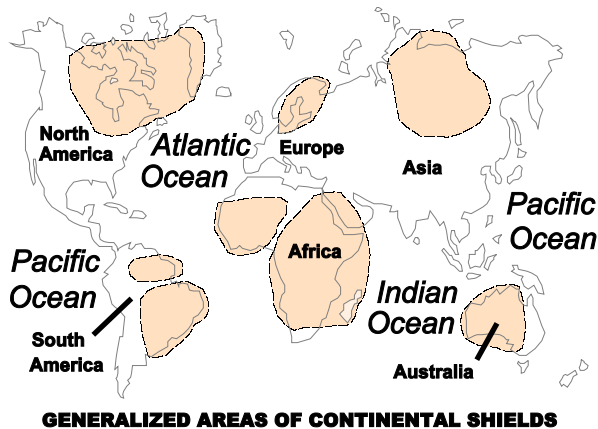 North
America
Atlantic
Ocean
Europe
Asia
Pacific
Ocean
Africa
Pacific
Ocean
Indian
Ocean
South
America
Australia
GENERALIZED AREAS OF CONTINENTAL SHIELDS